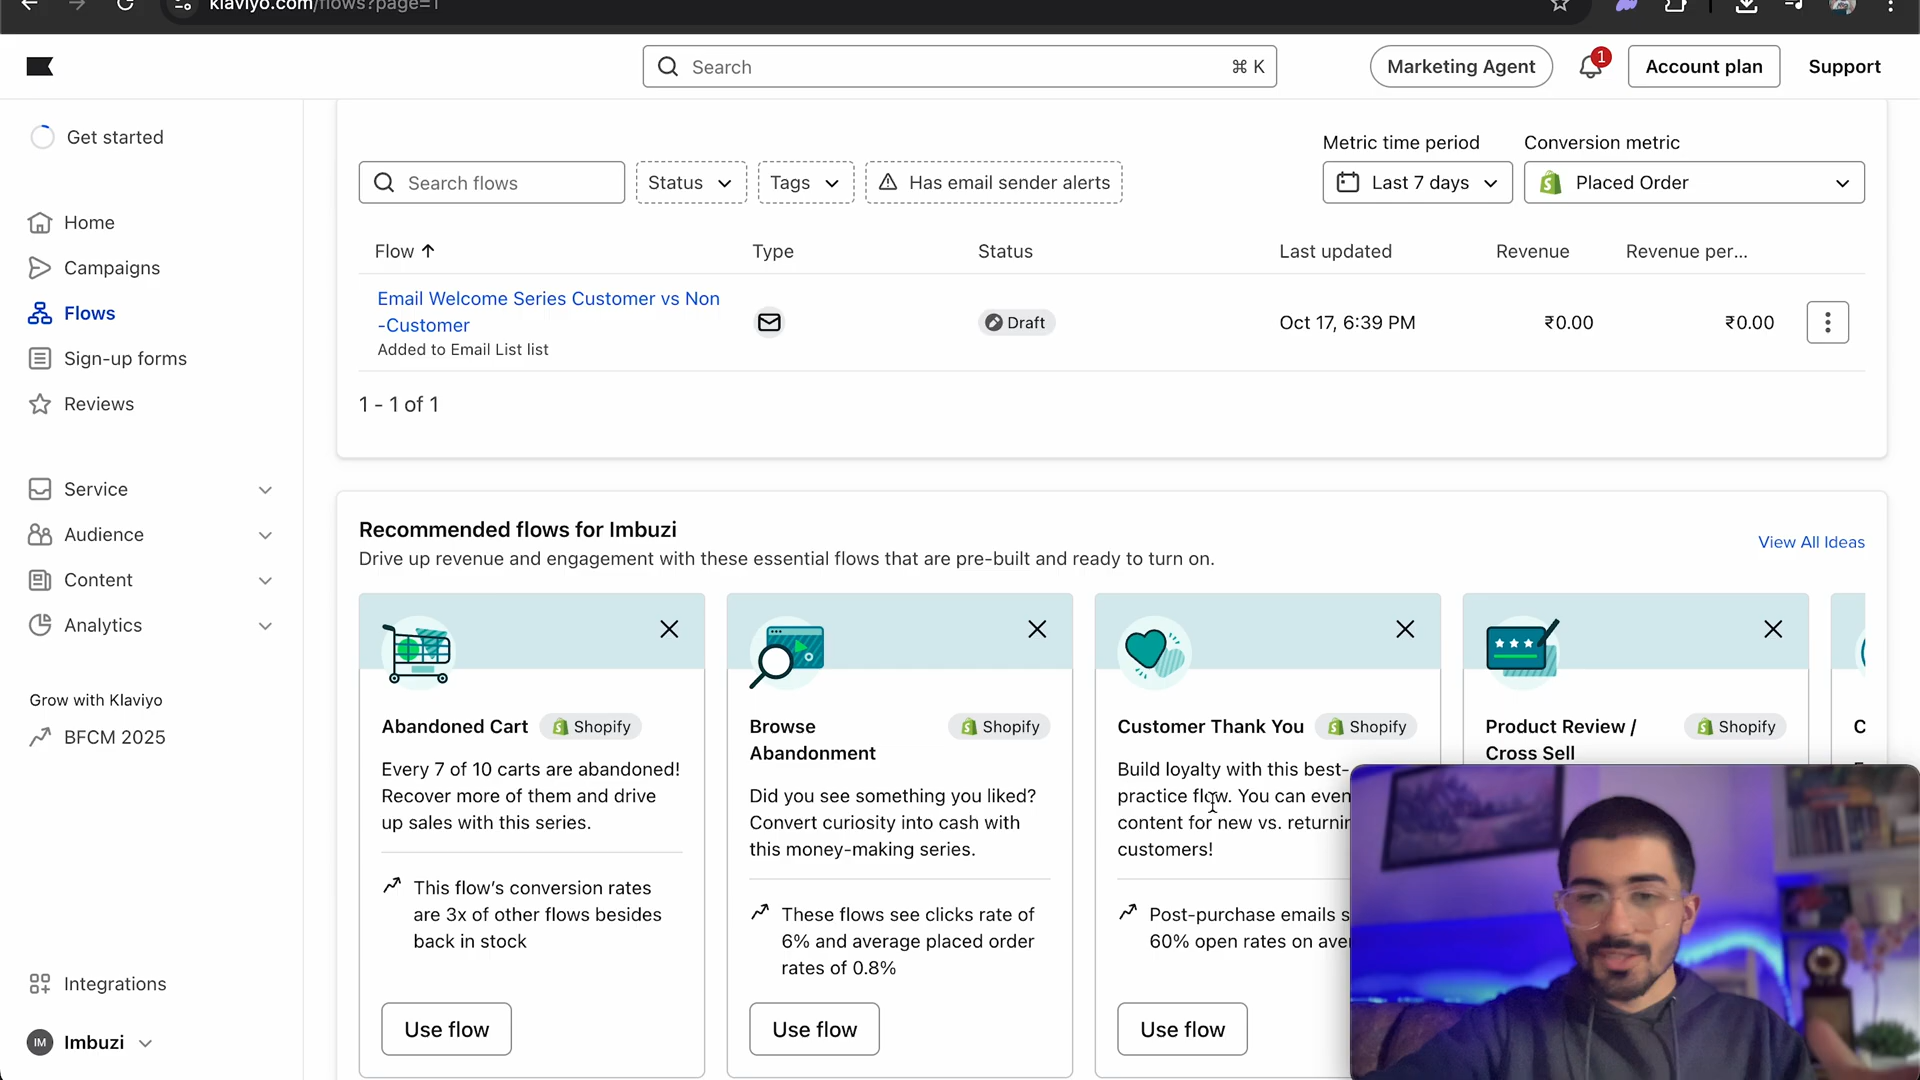 klaviyo.com/flows?page=1
Search
⌘ K
Marketing Agent
1
Account plan
Support
Get started
Home
Campaigns
Flows
Sign-up forms
Reviews
Service
Audience
Content
Analytics
Grow with Klaviyo
BFCM 2025
Integrations
IM
Imbuzi
Metric time period
Conversion metric
Search flows
Status
Tags
Has email sender alerts
Last 7 days
Placed Order
Flow
Type
Status
Last updated
Revenue
Revenue per...
Email Welcome Series Customer vs Non
-Customer
Added to Email List list
Draft
Oct 17, 6:39 PM
₹0.00
₹0.00
1 - 1 of 1
Recommended flows for Imbuzi
Drive up revenue and engagement with these essential flows that are pre-built and ready to turn on.
View All Ideas
Abandoned Cart
Shopify
Every 7 of 10 carts are abandoned!
Recover more of them and drive
up sales with this series.
This flow's conversion rates
are 3x of other flows besides
back in stock
Use flow
Browse
Abandonment
Shopify
Did you see something you liked?
Convert curiosity into cash with
this money-making series.
These flows see clicks rate of
6% and average placed order
rates of 0.8%
Use flow
Customer Thank You
Shopify
Build loyalty with this best-
practice flow. You can even
content for new vs.
customers!
Post-purchase emails
60% open rates on
Use flow
Product Review /
Cross Sell
Shopify